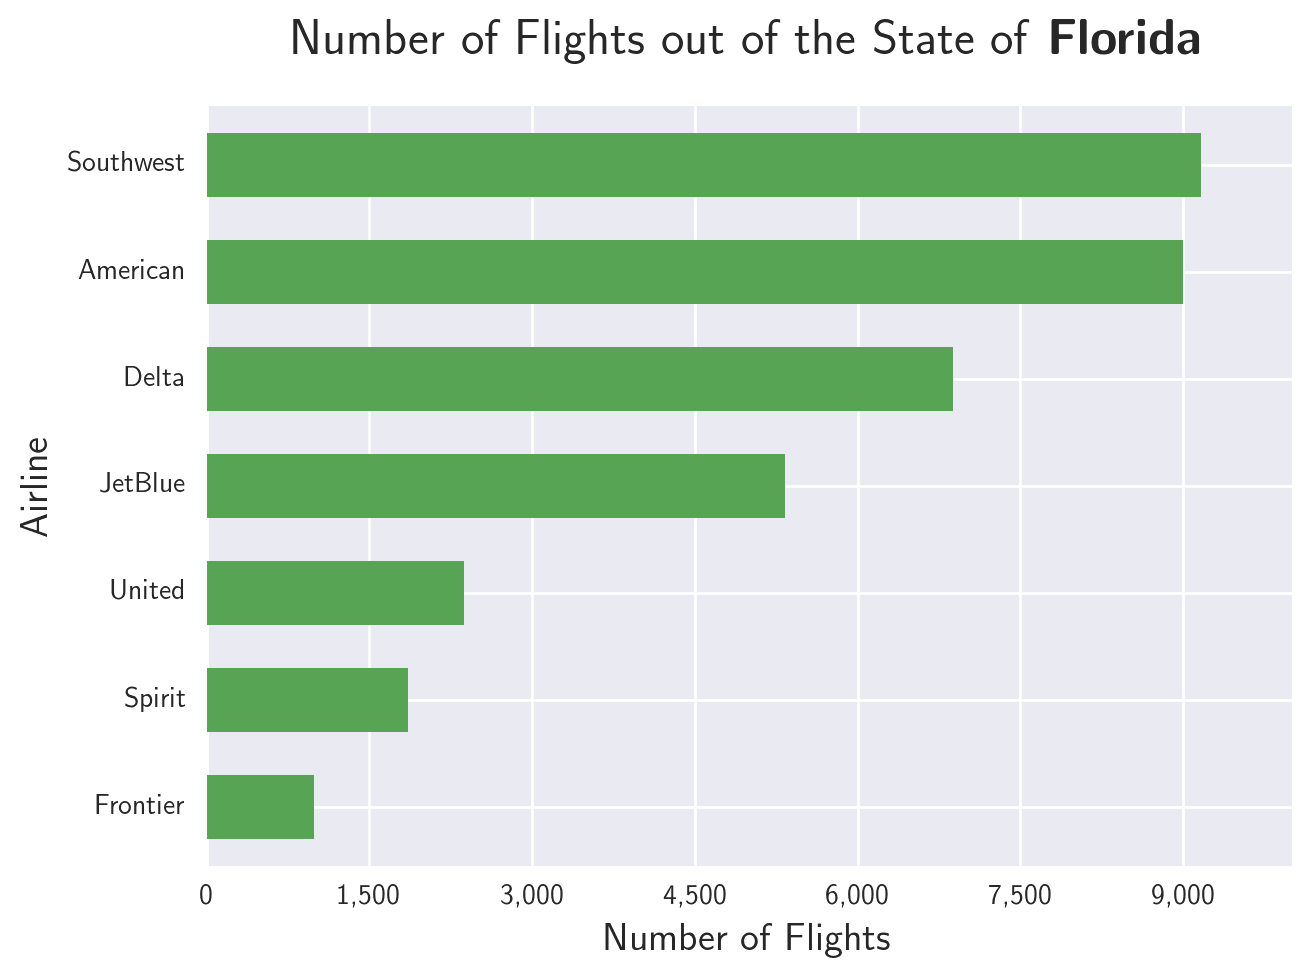 Number of Flights out of the State of Florida
Southwest
American
Delta
JetBlue
United
Spirit
Frontier
Airline
0 1,500 3,000 4,500 6,000 7,500 9,000
Number of Flights